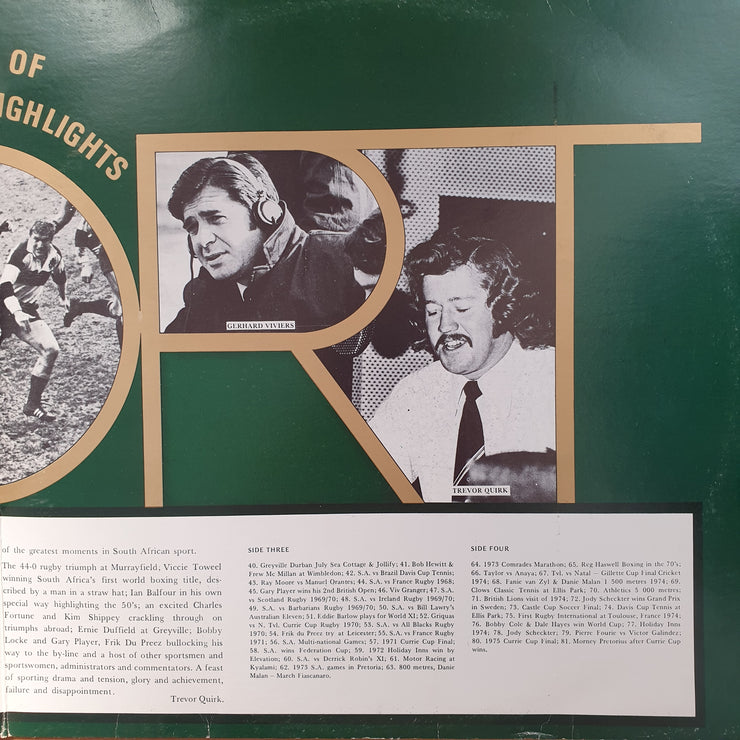 OF
HIGHLIGHTS
ORT
GERHARD VIVIERS
TREVOR QUIRK
of the greatest moments in South African sport.
The 44-0 rugby triumph at Murrayfield, Viccie Toweel
winning South Africa's first world boxing title, des-
cribed by a man in a straw hat; Ian Balfour in his own
special way highlighting the 50's; an excited Charles
Fortune and Kim Shippey crackling through on
triumphs abroad; Ernie Duffield at Greyville; Bobby
Locke and Gary Player, Frik Du Preez bullocking his
way to the by-line and a host of other sportsmen and
sportswomen, administrators and commentators. A feast
of sporting drama and tension, glory and achievement,
failure and disappointment.
Trevor Quirk.
SIDE THREE
40. Greyville Durban July Sea Cottage & Jollify; 41. Bob Hewitt &
Frew Mc Millan at Wimbledon; 42. S.A. vs Brazil Davis Cup Tennis;
43. Ray Moore vs Manuel Orantes; 44. S.A. vs France Rugby 1968;
45. Gary Player wins his 2nd British Open; 46. Viv Granger; 47. S.A.
vs Scotland Rugby 1969/70; 48. S.A. vs Ireland Rugby 1969/70;
49. S.A. vs Barbarians Rugby 1969/70; 50. S.A. vs Bill Lawry's
Australian Eleven; 51. Eddie Barlow plays for World XI; 52. Griquas
vs N. Tvl. Currie Cup Rugby 1970; 53. S.A. vs All Blacks Rugby
1970; 54. Frik du Preez try at Leicester; 55. S.A. vs France Rugby
1971; 56. S.A. Multi-national Games; 57. 1971 Currie Cup Final;
58. S.A. wins Federation Cup; 59. 1972 Holiday Inns win by
Elevation; 60. S.A. vs Derrick Robin's XI; 61. Motor Racing at
Kyalami; 62. 1973 S.A. games in Pretoria; 63. 800 metres, Danie
Malan – March Fiascanaro.
SIDE FOUR
64. 1973 Comrades Marathon; 65. Reg Haswell Boxing in the 70's;
66. Taylor vs Anaya; 67. Tvl. vs Natal – Gillette Cup Final Cricket
1974; 68. Fanie van Zyl & Danie Malan 1 500 metres 1974; 69.
Clows Classic Tennis at Ellis Park; 70. Athletics 5 000 metres;
71. British Lions visit of 1974; 72. Jody Scheckter wins Grand Prix
in Sweden; 73. Castle Cup Soccer Final; 74. Davis Cup Tennis at
Ellis Park; 75. First Rugby International at Toulouse, France 1974;
76. Bobby Cole & Dale Hayes win World Cup; 77. Holiday Inns
1974; 78. Jody Scheckter; 79. Pierre Fourie vs Victor Galindez;
80. 1975 Currie Cup Final; 81. Morney Pretorius after Currie Cup
wins.